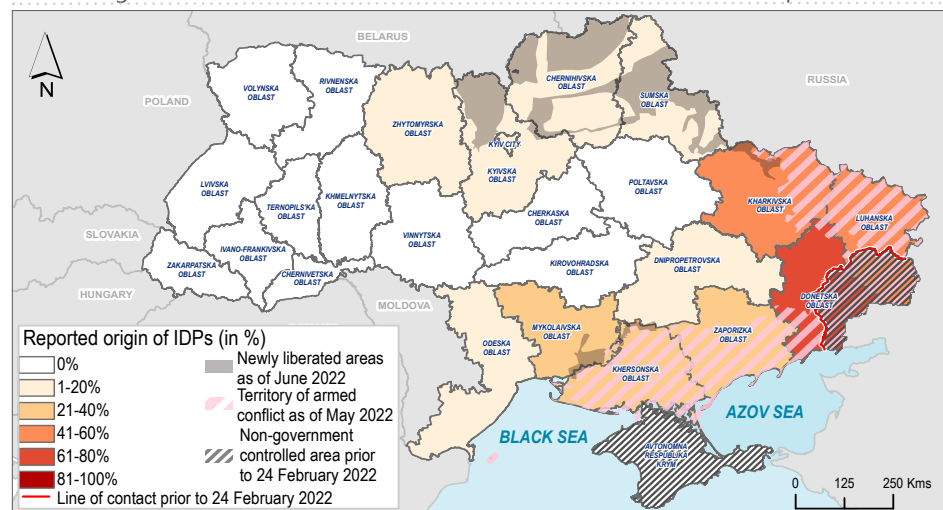 BELARUS
RUSSIA
POLAND
SLOVAKIA
HUNGARY
MOLDOVA
N
VOLYNSKA
OBLAST
RIVNENSKA
OBLAST
ZHYTOMYRSKA
OBLAST
CHERNIHIVSKA
OBLAST
SUMSKA
OBLAST
KYIV CITY
KYIVSKA
OBLAST
LVIVSKA
OBLAST
TERNOPILS'KA
OBLAST
KHMELNYTSKA
OBLAST
POLTAVSKA
OBLAST
KHARKIVSKA
OBLAST
LUHANSKA
OBLAST
CHERKASKA
OBLAST
VINNYTSKA
OBLAST
IVANO-FRANKIVSKA
OBLAST
ZAKARPATSKA
OBLAST
CHERNIVETSKA
OBLAST
KIROVOHRADSKA
OBLAST
DNIPROPETROVSKA
OBLAST
DONETSKA
OBLAST
ODESKA
OBLAST
MYKOLAIVSKA
OBLAST
ZAPORIZKA
OBLAST
KHERSONSKA
OBLAST
AVTONOMNA
RESPUBLIKA
KRYM
BLACK SEA
AZOV SEA
Reported origin of IDPs (in %)
0%
1-20%
21-40%
41-60%
61-80%
81-100%
Newly liberated areas
as of June 2022
Territory of armed
conflict as of May 2022
Non-government
controlled area prior
to 24 February 2022
Line of contact prior to 24 February 2022
0 125 250 Kms